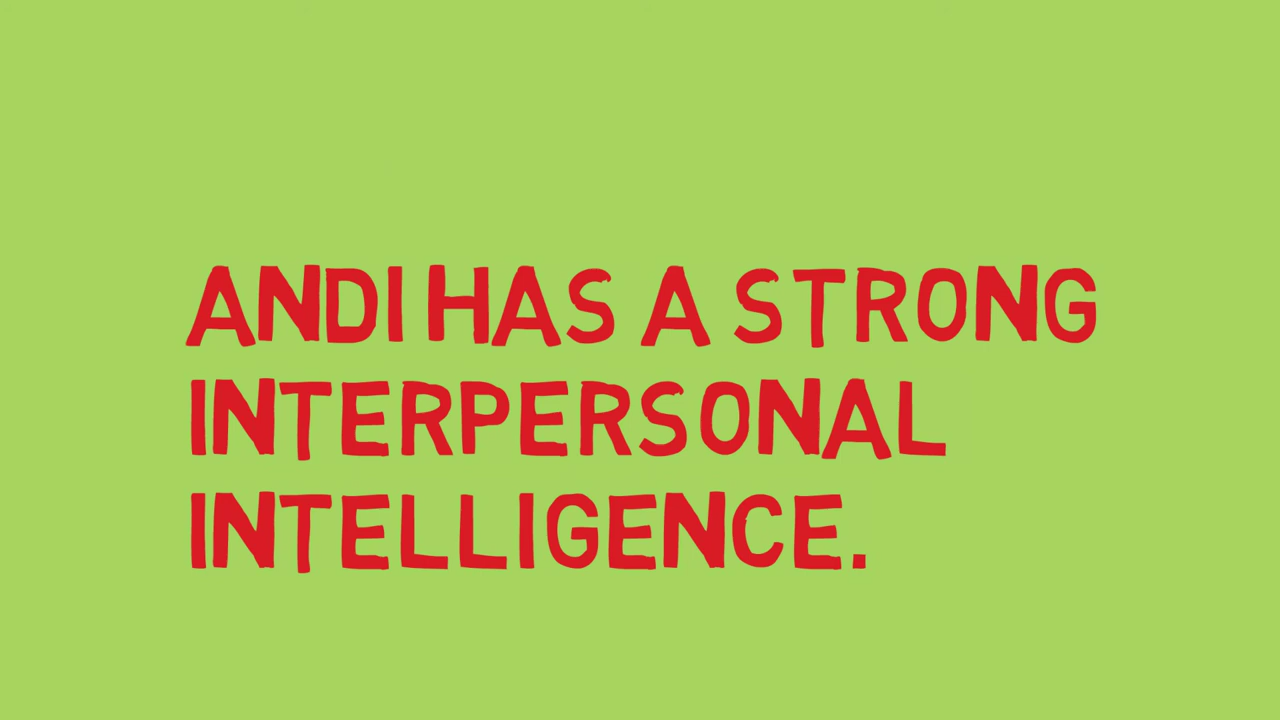 ANDI HAS A STRONG
INTERPERSONAL
INTELLIGENCE.